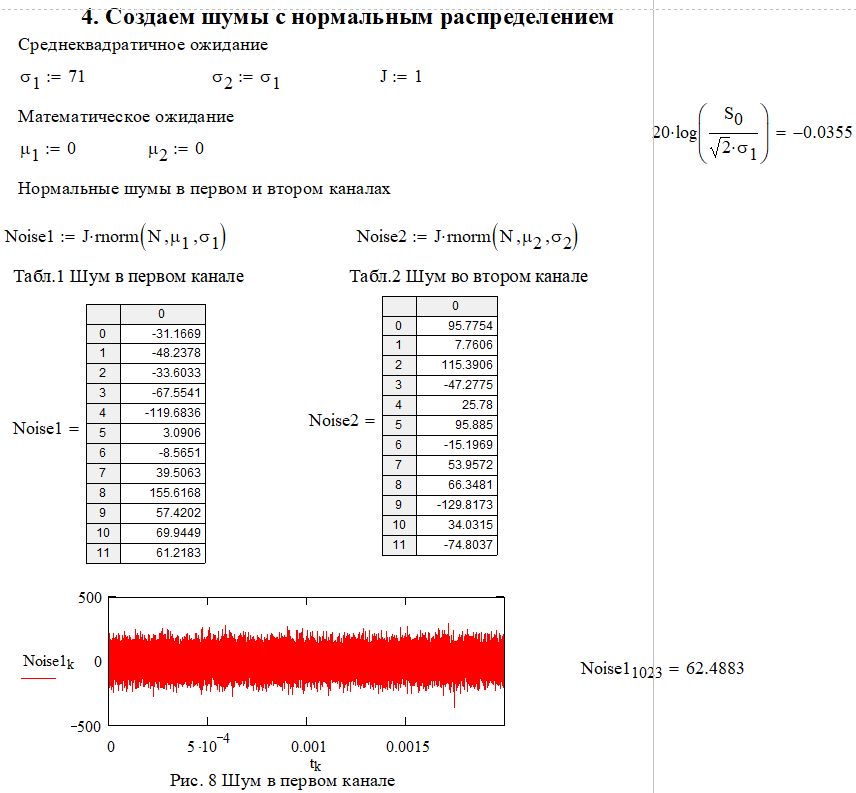 4. Создаем шумы с нормальным распределением
Среднеквадратичное ожидание
σ1 := 71 σ2 := σ1 J := 1
Математическое ожидание
μ1 := 0 μ2 := 0
20·log(S0/(√2·σ1)) = −0.0355
Нормальные шумы в первом и втором каналах
Noise1 := J·rnorm(N,μ1,σ1) Noise2 := J·rnorm(N,μ2,σ2)
Табл.1 Шум в первом канале Табл.2 Шум во втором канале
Noise1 =
0
0 -31.1669
1 -48.2378
2 -33.6033
3 -67.5541
4 -119.6836
5 3.0906
6 -8.5651
7 39.5063
8 155.6168
9 57.4202
10 69.9449
11 61.2183
Noise2 =
0
0 95.7754
1 7.7606
2 115.3906
3 -47.2775
4 25.78
5 95.885
6 -15.1969
7 53.9572
8 66.3481
9 -129.8173
10 34.0315
11 -74.8037
500
Noise1k 0
−500
0 5·10^−4 0.001 0.0015
tk
Рис. 8 Шум в первом канале
Noise1 1023 = 62.4883